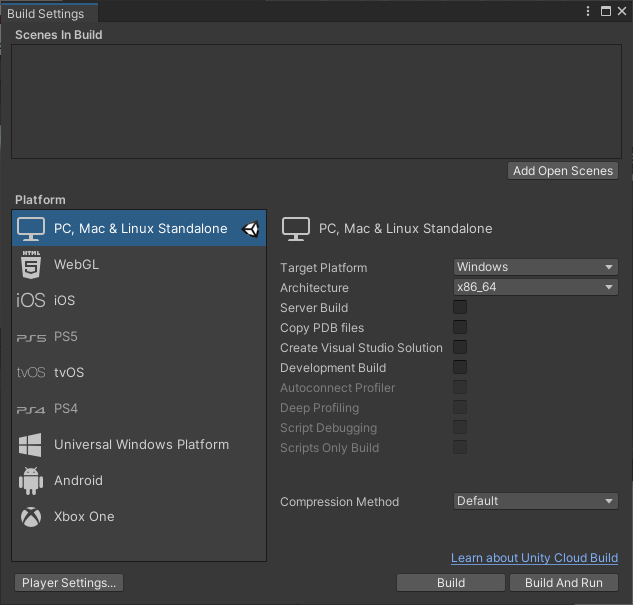 Build Settings
Scenes In Build
Add Open Scenes
Platform
PC, Mac & Linux Standalone
HTML 5 WebGL
iOS iOS
PS5 PS5
tvOS tvOS
PS4 PS4
Universal Windows Platform
Android
Xbox One
PC, Mac & Linux Standalone
Target Platform Windows
Architecture x86_64
Server Build
Copy PDB files
Create Visual Studio Solution
Development Build
Autoconnect Profiler
Deep Profiling
Script Debugging
Scripts Only Build
Compression Method Default
Learn about Unity Cloud Build
Player Settings... Build Build And Run